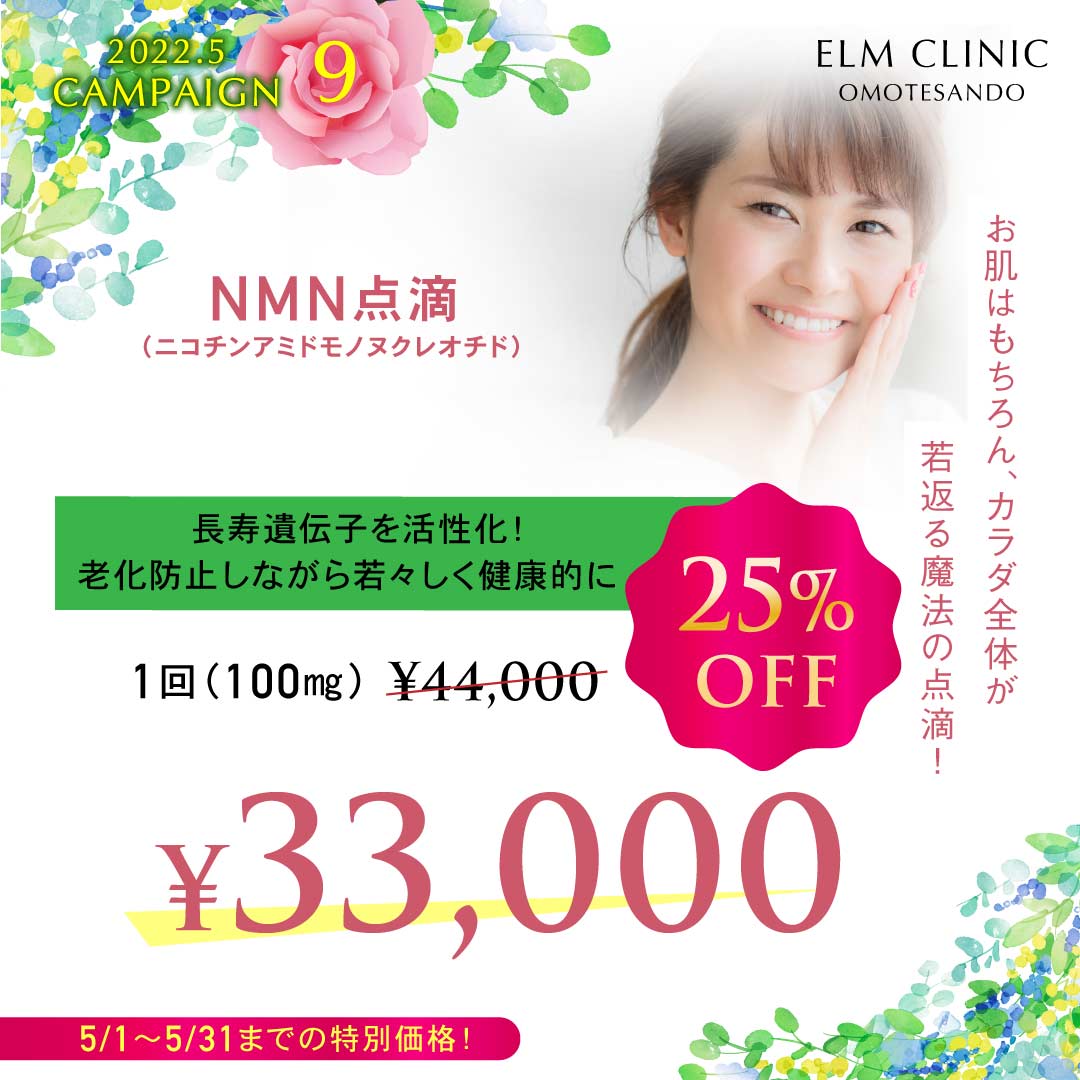 2022.5
CAMPAIGN 9
ELM CLINIC
OMOTESANDO
NMN点滴
（ニコチンアミドモノヌクレオチド）
お肌はもちろん、カラダ全体が
若返る魔法の点滴！
長寿遺伝子を活性化！
老化防止しながら若々しく健康的に
25%
OFF
1回（100㎎） ¥44,000
¥33,000
5/1～5/31までの特別価格！